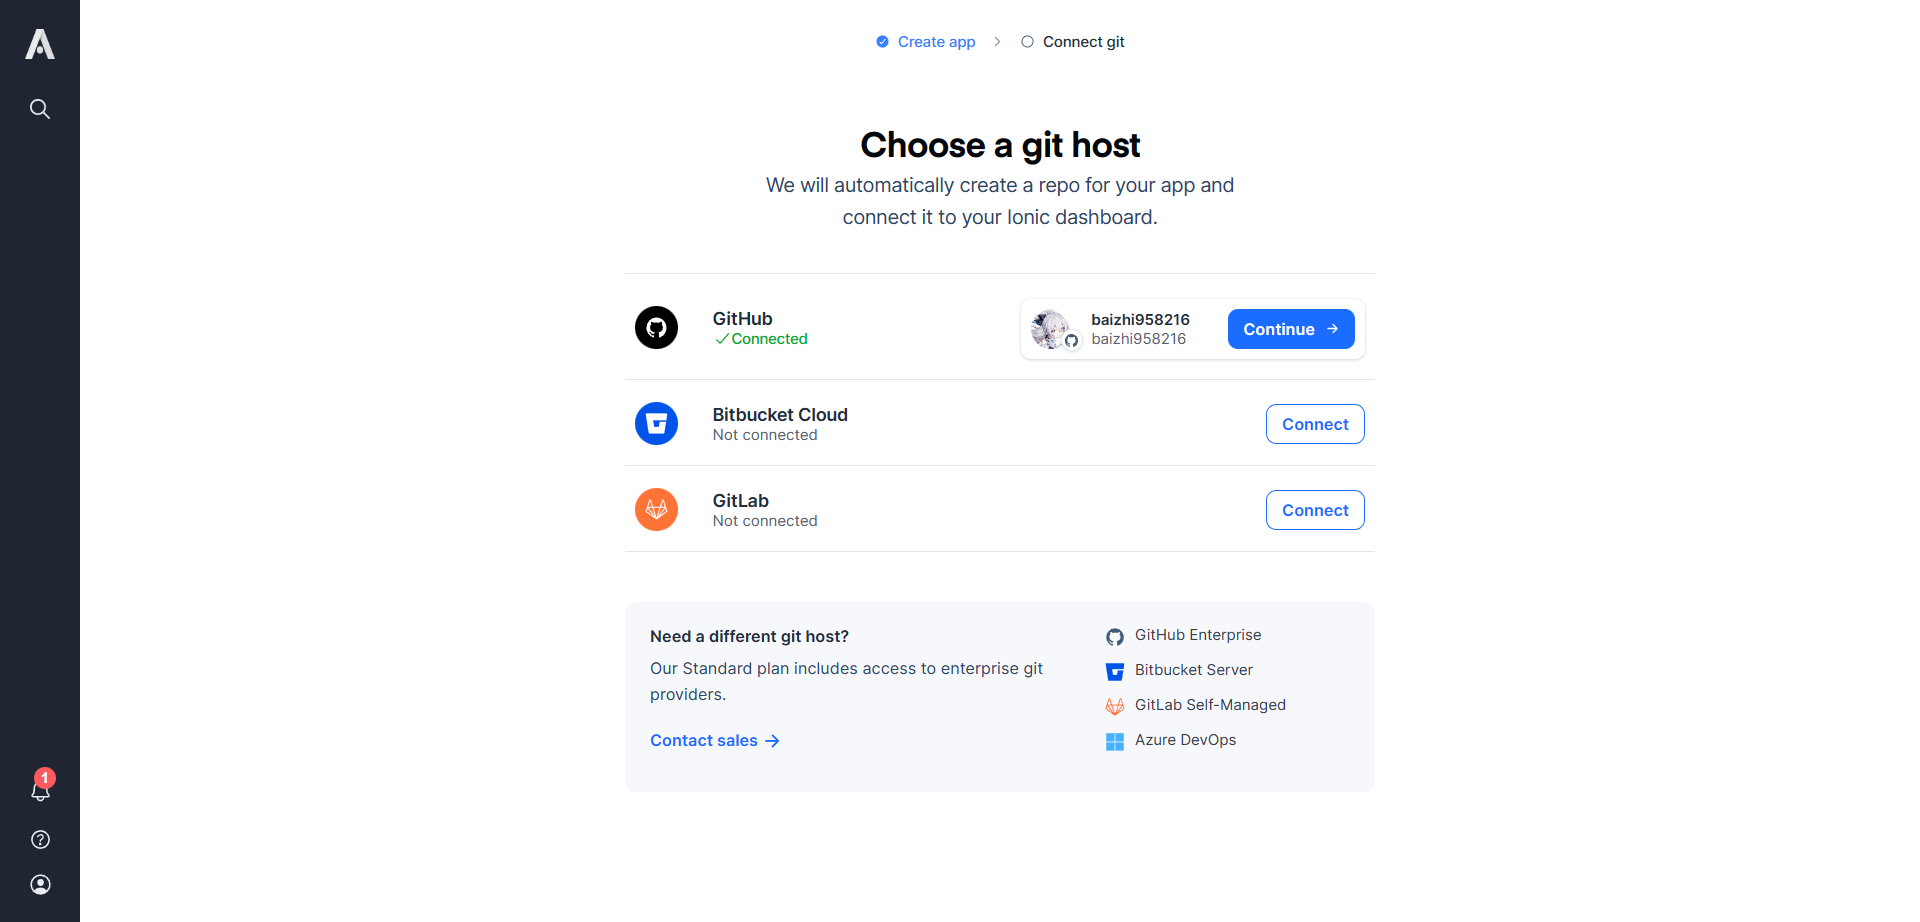 Create app
Connect git
Choose a git host
We will automatically create a repo for your app and
connect it to your Ionic dashboard.
GitHub
Connected
baizhi958216
baizhi958216
Continue
Bitbucket Cloud
Not connected
Connect
GitLab
Not connected
Connect
Need a different git host?
Our Standard plan includes access to enterprise git
providers.
Contact sales
GitHub Enterprise
Bitbucket Server
GitLab Self-Managed
Azure DevOps
1